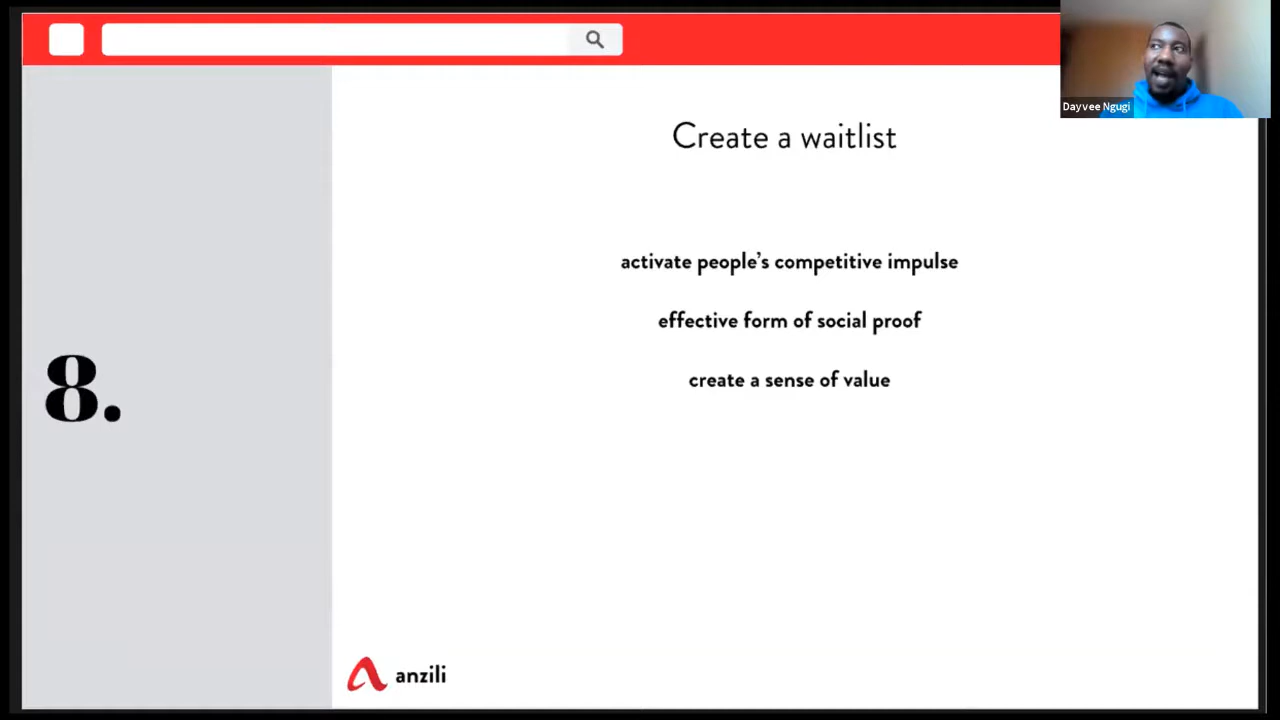 Dayvee Ngugi
Create a waitlist
activate people's competitive impulse
effective form of social proof
create a sense of value
8.
anzili